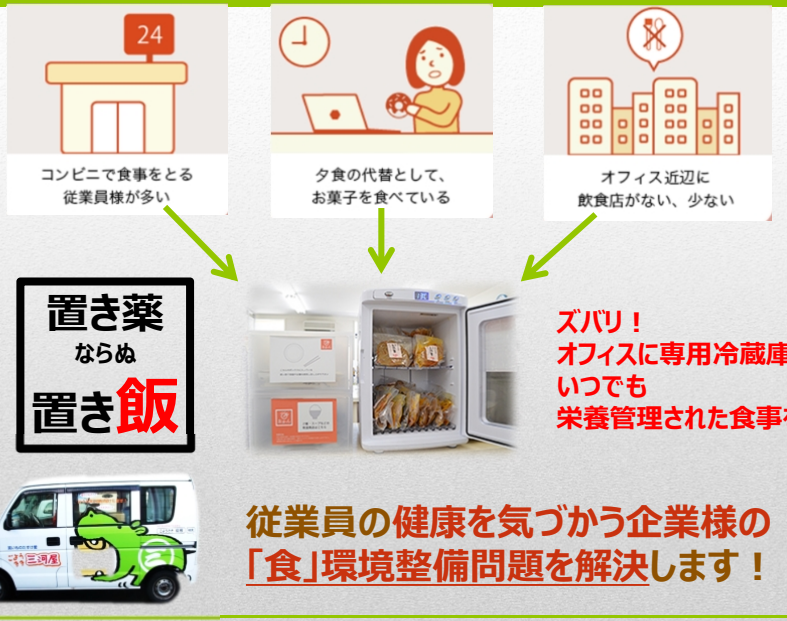 24
コンビニで食事をとる
従業員様が多い
夕食の代替として、
お菓子を食べている
オフィス近辺に
飲食店がない、少ない
置き薬
ならぬ
置き飯
ズバリ！
オフィスに専用冷蔵庫
いつでも
栄養管理された食事を
三河屋
従業員の健康を気づかう企業様の
「食」環境整備問題を解決します！